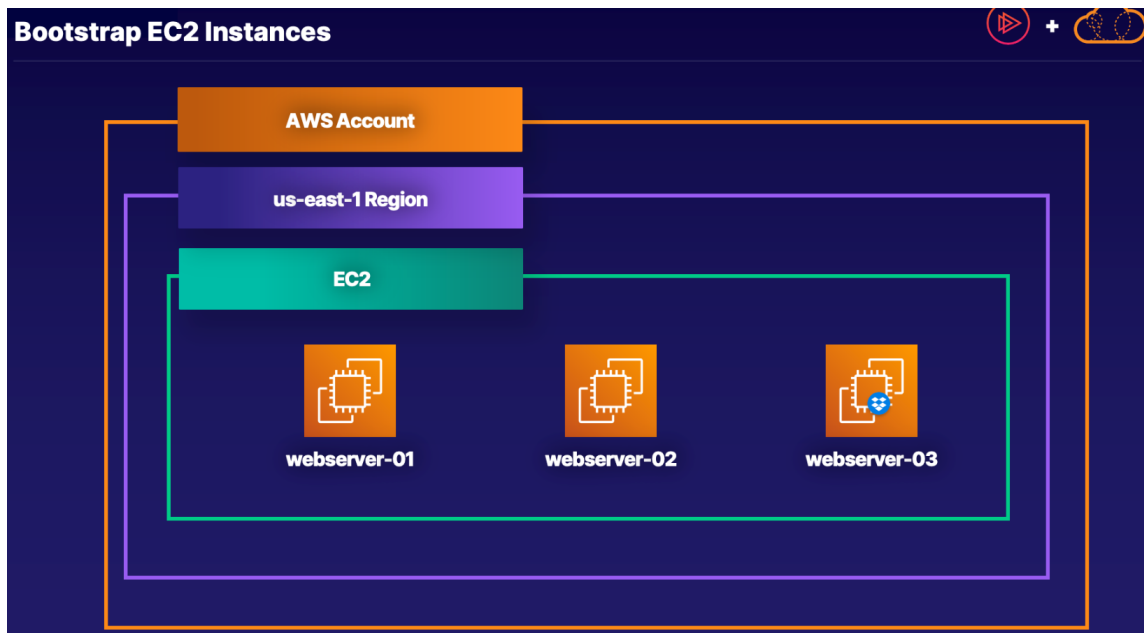 Bootstrap EC2 Instances
+
AWS Account
us-east-1 Region
EC2
webserver-01
webserver-02
webserver-03